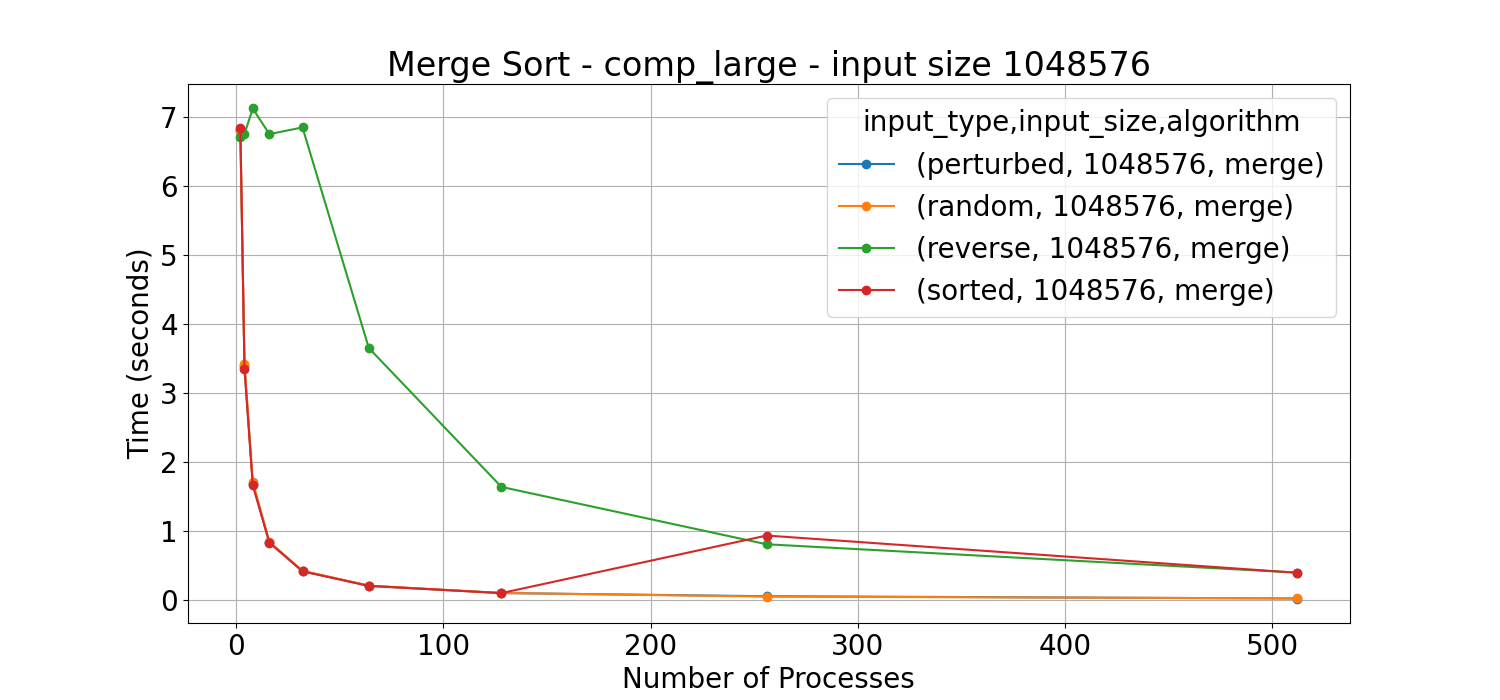 Merge Sort - comp_large - input size 1048576
input_type,input_size,algorithm
(perturbed, 1048576, merge)
(random, 1048576, merge)
(reverse, 1048576, merge)
(sorted, 1048576, merge)
Time (seconds)
7
6
5
4
3
2
1
0
0 100 200 300 400 500
Number of Processes